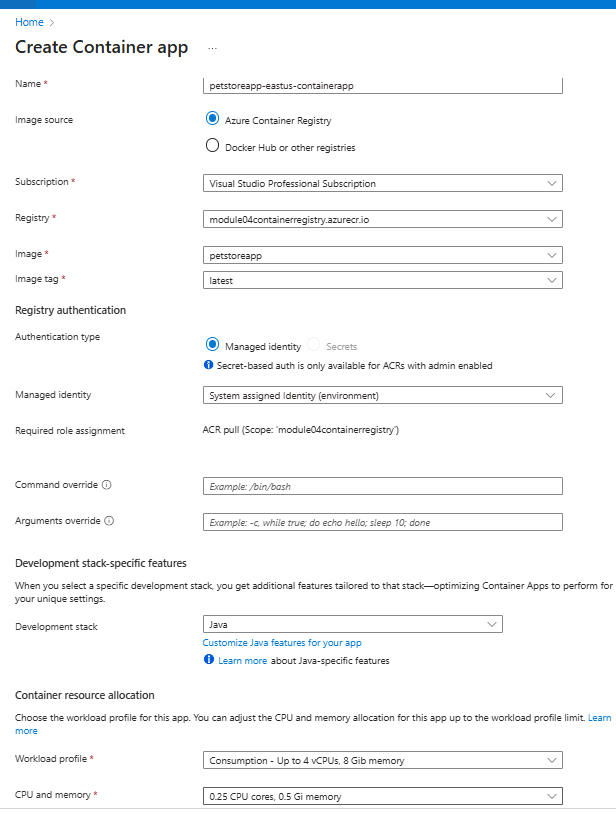 Home >
Create Container app ...
Name *
petstoreapp-eastus-containerapp
Image source
Azure Container Registry
Docker Hub or other registries
Subscription *
Visual Studio Professional Subscription
Registry *
module04containerregistry.azurecr.io
Image *
petstoreapp
Image tag *
latest
Registry authentication
Authentication type
Managed identity
Secrets
Secret-based auth is only available for ACRs with admin enabled
Managed identity
System assigned Identity (environment)
Required role assignment
ACR pull (Scope: 'module04containerregistry')
Command override
Example: /bin/bash
Arguments override
Example: -c, while true; do echo hello; sleep 10; done
Development stack-specific features
When you select a specific development stack, you get additional features tailored to that stack—optimizing Container Apps to perform for
your unique settings.
Development stack
Java
Customize Java features for your app
Learn more about Java-specific features
Container resource allocation
Choose the workload profile for this app. You can adjust the CPU and memory allocation for this app up to the workload profile limit. Learn
more
Workload profile *
Consumption - Up to 4 vCPUs, 8 Gib memory
CPU and memory *
0.25 CPU cores, 0.5 Gi memory